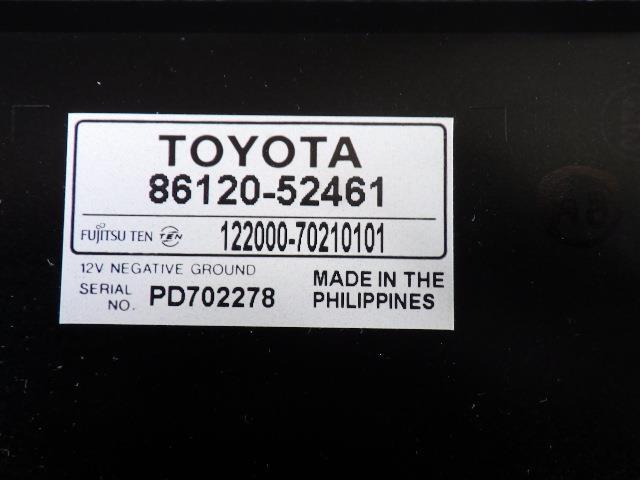 TOYOTA
86120-52461
FUJITSU TEN TEN 122000-70210101
12V NEGATIVE GROUND
SERIAL NO. PD702278
MADE IN THE
PHILIPPINES